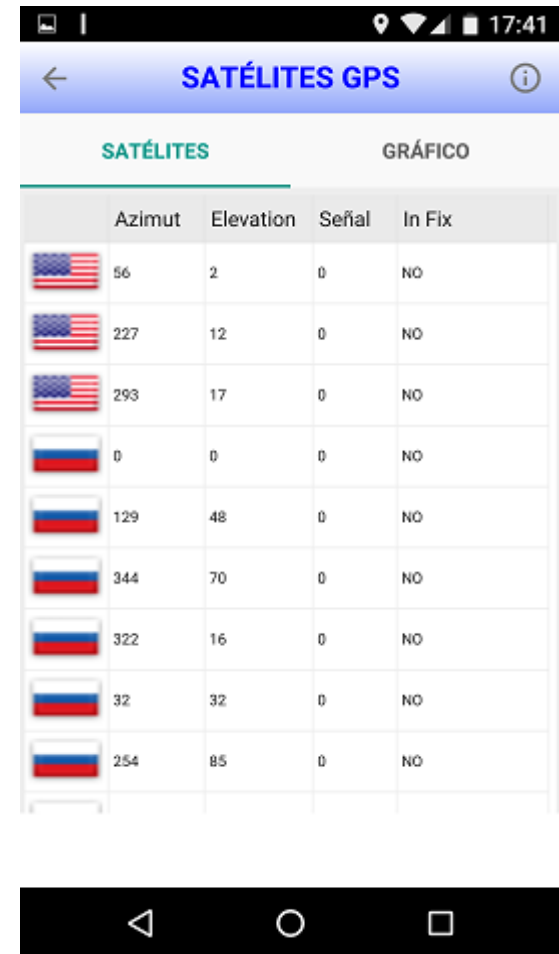 17:41
SATÉLITES GPS
SATÉLITES GRÁFICO
Azimut Elevation Señal In Fix
56 2 0 NO
227 12 0 NO
293 17 0 NO
0 0 0 NO
129 48 0 NO
344 70 0 NO
322 16 0 NO
32 32 0 NO
254 85 0 NO